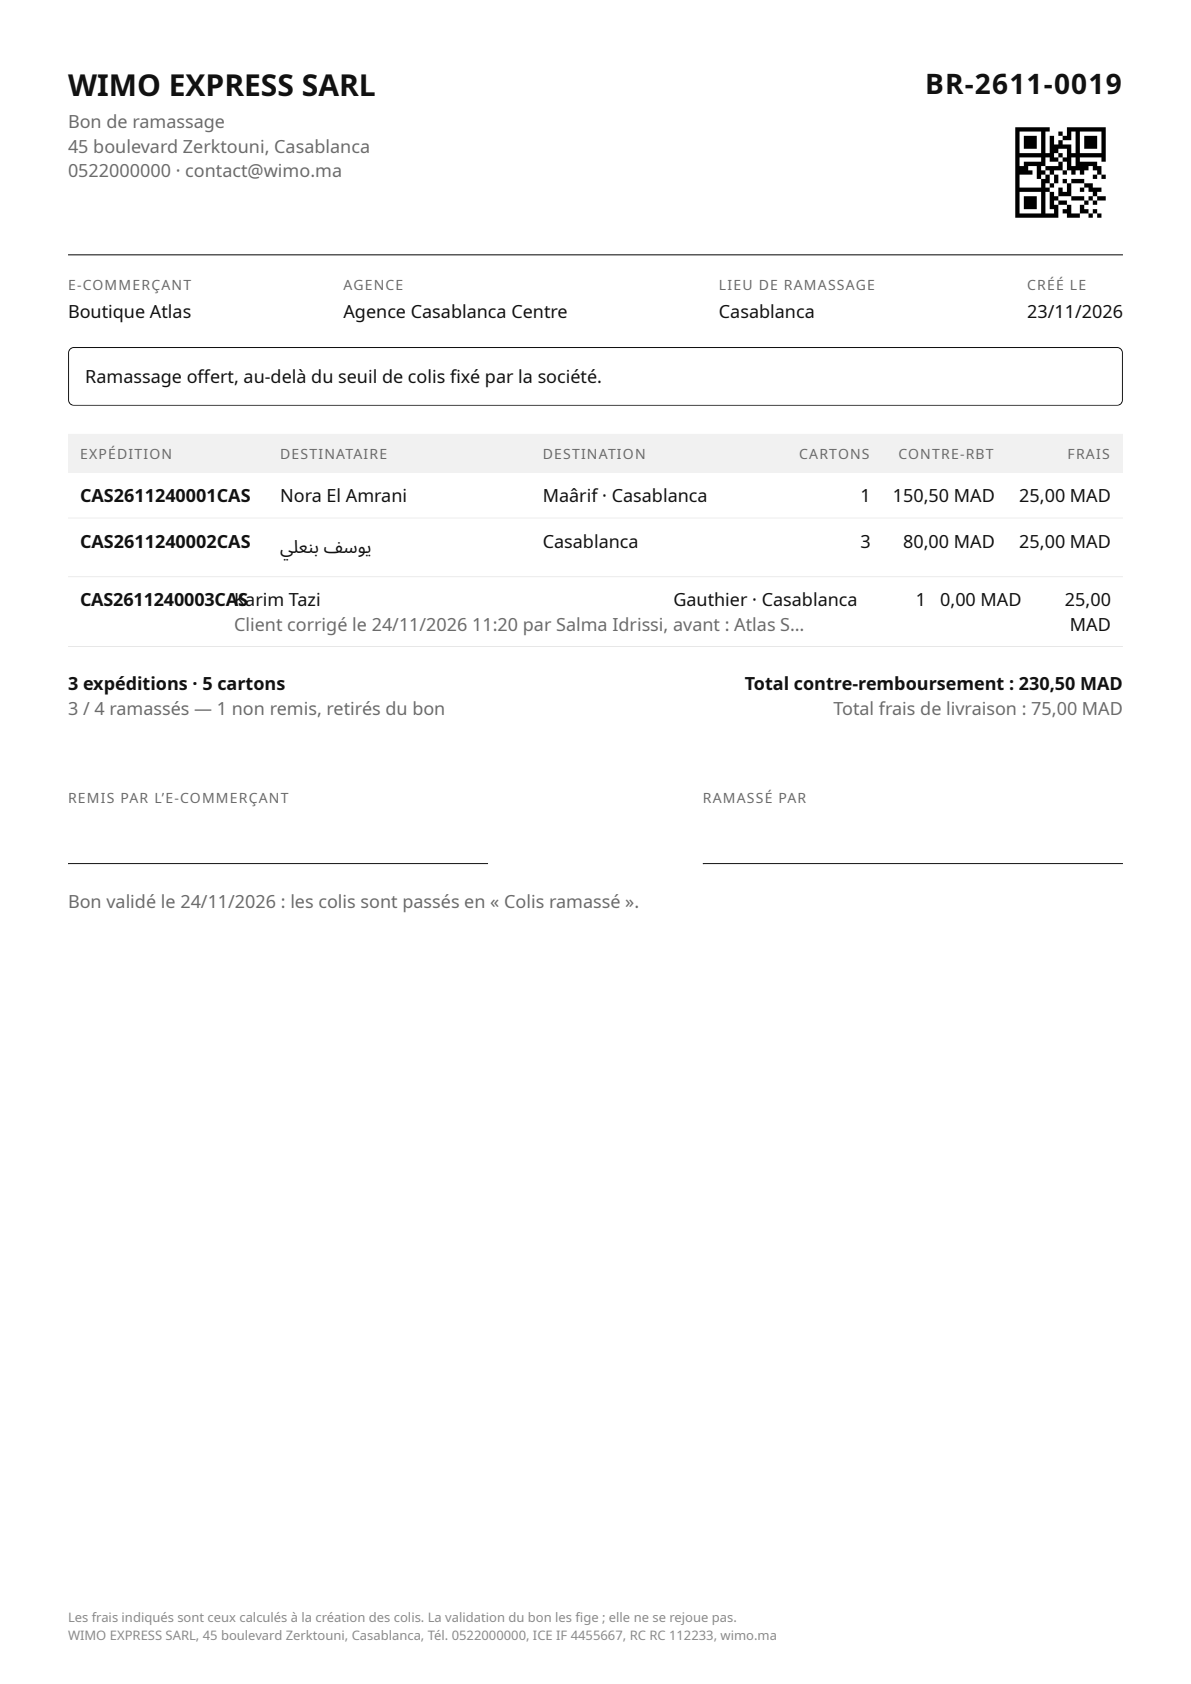 WIMO EXPRESS SARL
BR-2611-0019
Bon de ramassage
45 boulevard Zerktouni, Casablanca
0522000000 · contact@wimo.ma
E-COMMERÇANT AGENCE LIEU DE RAMASSAGE CRÉÉ LE
Boutique Atlas Agence Casablanca Centre Casablanca 23/11/2026
Ramassage offert, au-delà du seuil de colis fixé par la société.
EXPÉDITION DESTINATAIRE DESTINATION CARTONS CONTRE-RBT FRAIS
CAS2611240001CAS Nora El Amrani Maârif · Casablanca 1 150,50 MAD 25,00 MAD
CAS2611240002CAS يوسف بنعلي Casablanca 3 80,00 MAD 25,00 MAD
CAS2611240003CAS Karim Tazi Gauthier · Casablanca 1 0,00 MAD 25,00
Client corrigé le 24/11/2026 11:20 par Salma Idrissi, avant : Atlas S… MAD
3 expéditions · 5 cartons Total contre-remboursement : 230,50 MAD
3 / 4 ramassés — 1 non remis, retirés du bon Total frais de livraison : 75,00 MAD
REMIS PAR L’E-COMMERÇANT RAMASSÉ PAR
Bon validé le 24/11/2026 : les colis sont passés en « Colis ramassé ».
Les frais indiqués sont ceux calculés à la création des colis. La validation du bon les fige ; elle ne se rejoue pas.
WIMO EXPRESS SARL, 45 boulevard Zerktouni, Casablanca, Tél. 0522000000, ICE IF 4455667, RC RC 112233, wimo.ma